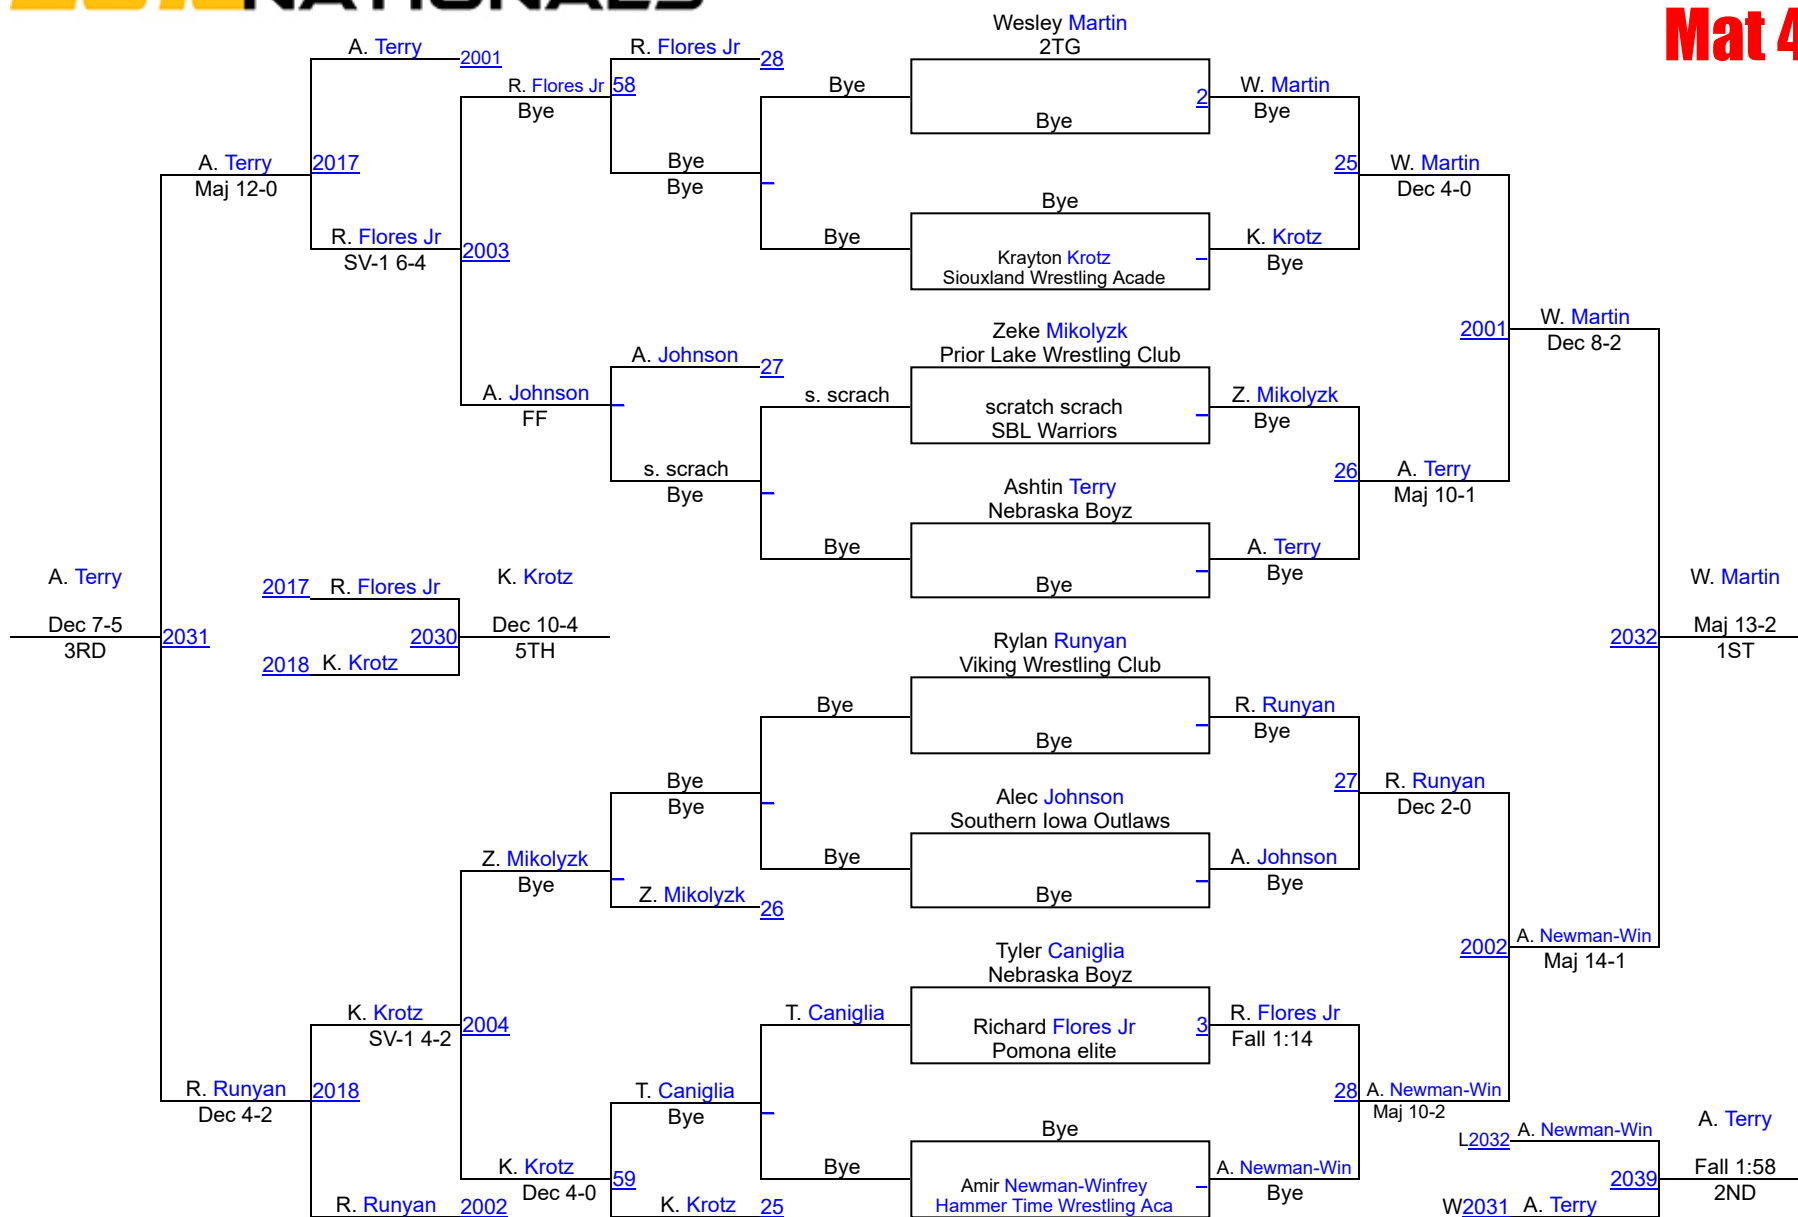 2012 NATIONALS
Mat 4
A. Terry
2001
R. Flores Jr
28
R. Flores Jr
58
Bye
Bye
Bye
A. Terry
2017
Maj 12-0
R. Flores Jr
SV-1 6-4
2003
A. Johnson
27
A. Johnson
FF
s. scrach
Bye
Bye
Bye
s. scrach
Bye
Wesley Martin
2TG
Bye
2
Bye
Krayton Krotz
Siouxland Wrestling Acade
Zeke Mikolyzk
Prior Lake Wrestling Club
scratch scrach
SBL Warriors
Ashtin Terry
Nebraska Boyz
Bye
W. Martin
Bye
25
K. Krotz
Bye
W. Martin
Dec 4-0
Z. Mikolyzk
Bye
26
A. Terry
Bye
A. Terry
Maj 10-1
2001
W. Martin
Dec 8-2
A. Terry
Dec 7-5
3RD
2031
2017 R. Flores Jr
2018 K. Krotz
2030
K. Krotz
Dec 10-4
5TH
2032
W. Martin
Maj 13-2
1ST
Rylan Runyan
Viking Wrestling Club
Bye
Alec Johnson
Southern Iowa Outlaws
Bye
Tyler Caniglia
Nebraska Boyz
Richard Flores Jr
Pomona elite
3
Bye
Amir Newman-Winfrey
Hammer Time Wrestling Aca
R. Runyan
Bye
27
A. Johnson
Bye
R. Runyan
Dec 2-0
R. Flores Jr
Fall 1:14
28
A. Newman-Win
Bye
A. Newman-Win
Maj 10-2
2002
A. Newman-Win
Maj 14-1
Bye
Bye
Bye
Bye
Z. Mikolyzk
Bye
Z. Mikolyzk
26
K. Krotz
SV-1 4-2
2004
T. Caniglia
T. Caniglia
Bye
Bye
K. Krotz
Dec 4-0
59
K. Krotz
25
R. Runyan
Dec 4-2
2018
R. Runyan
2002
L2032 A. Newman-Win
W2031 A. Terry
2039
A. Terry
Fall 1:58
2ND